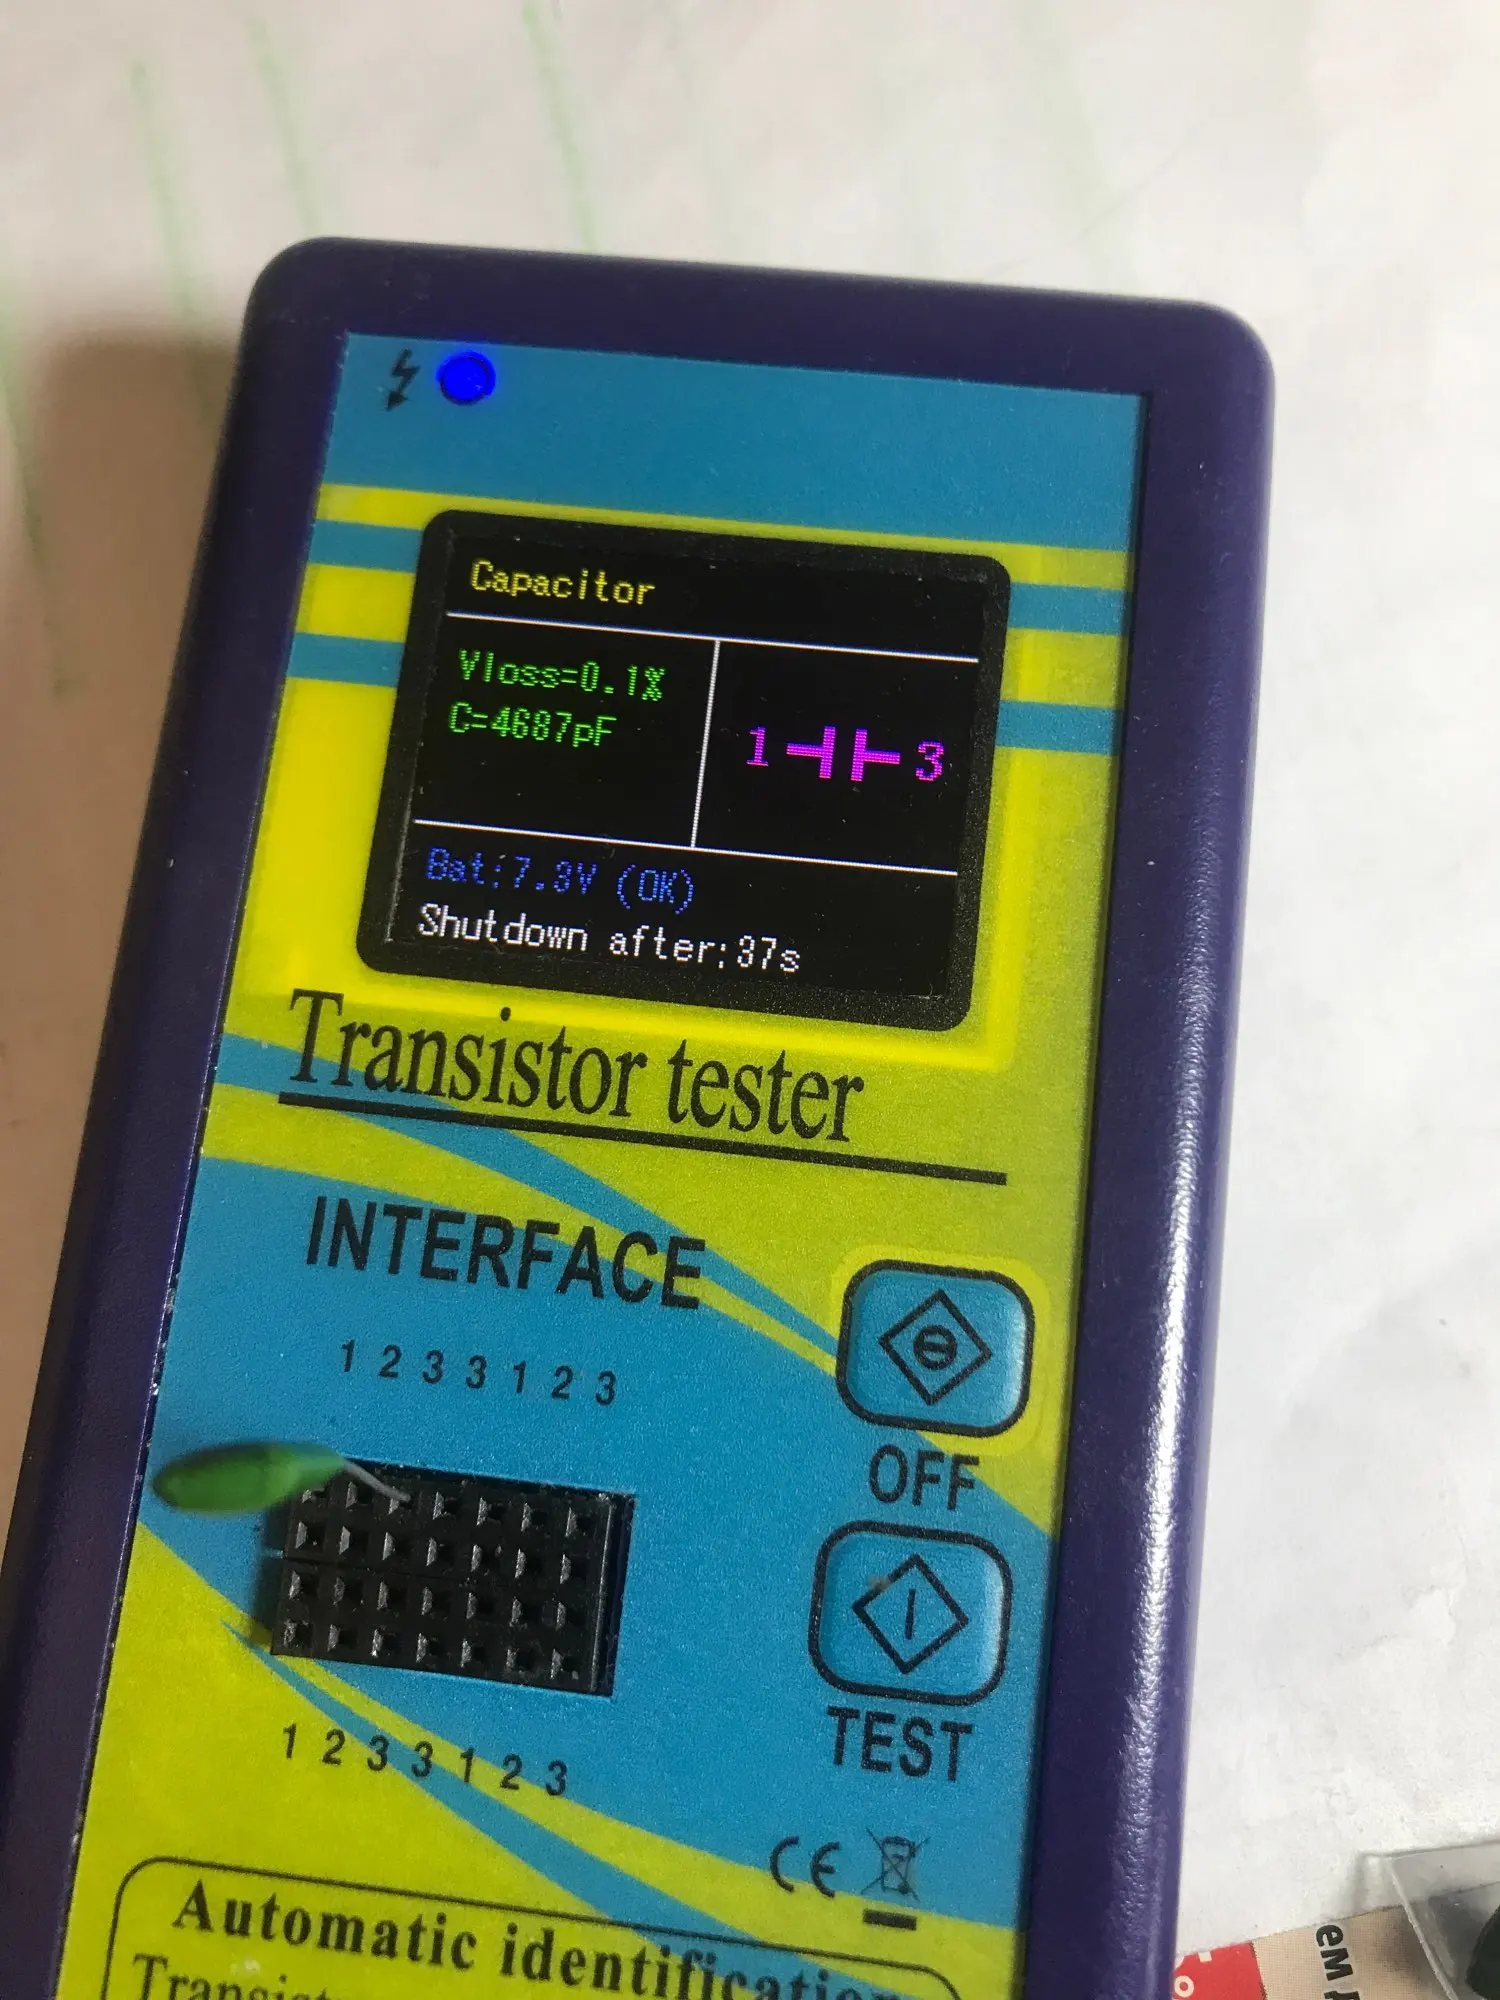 Capacitor
Vloss=0.1%
C=4687pF
1 3
Bat:7.3V (OK)
Shutdown after:37s
Transistor tester
INTERFACE
1 2 3 3 1 2 3
OFF
TEST
1 2 3 3 1 2 3
CE
Automatic identification